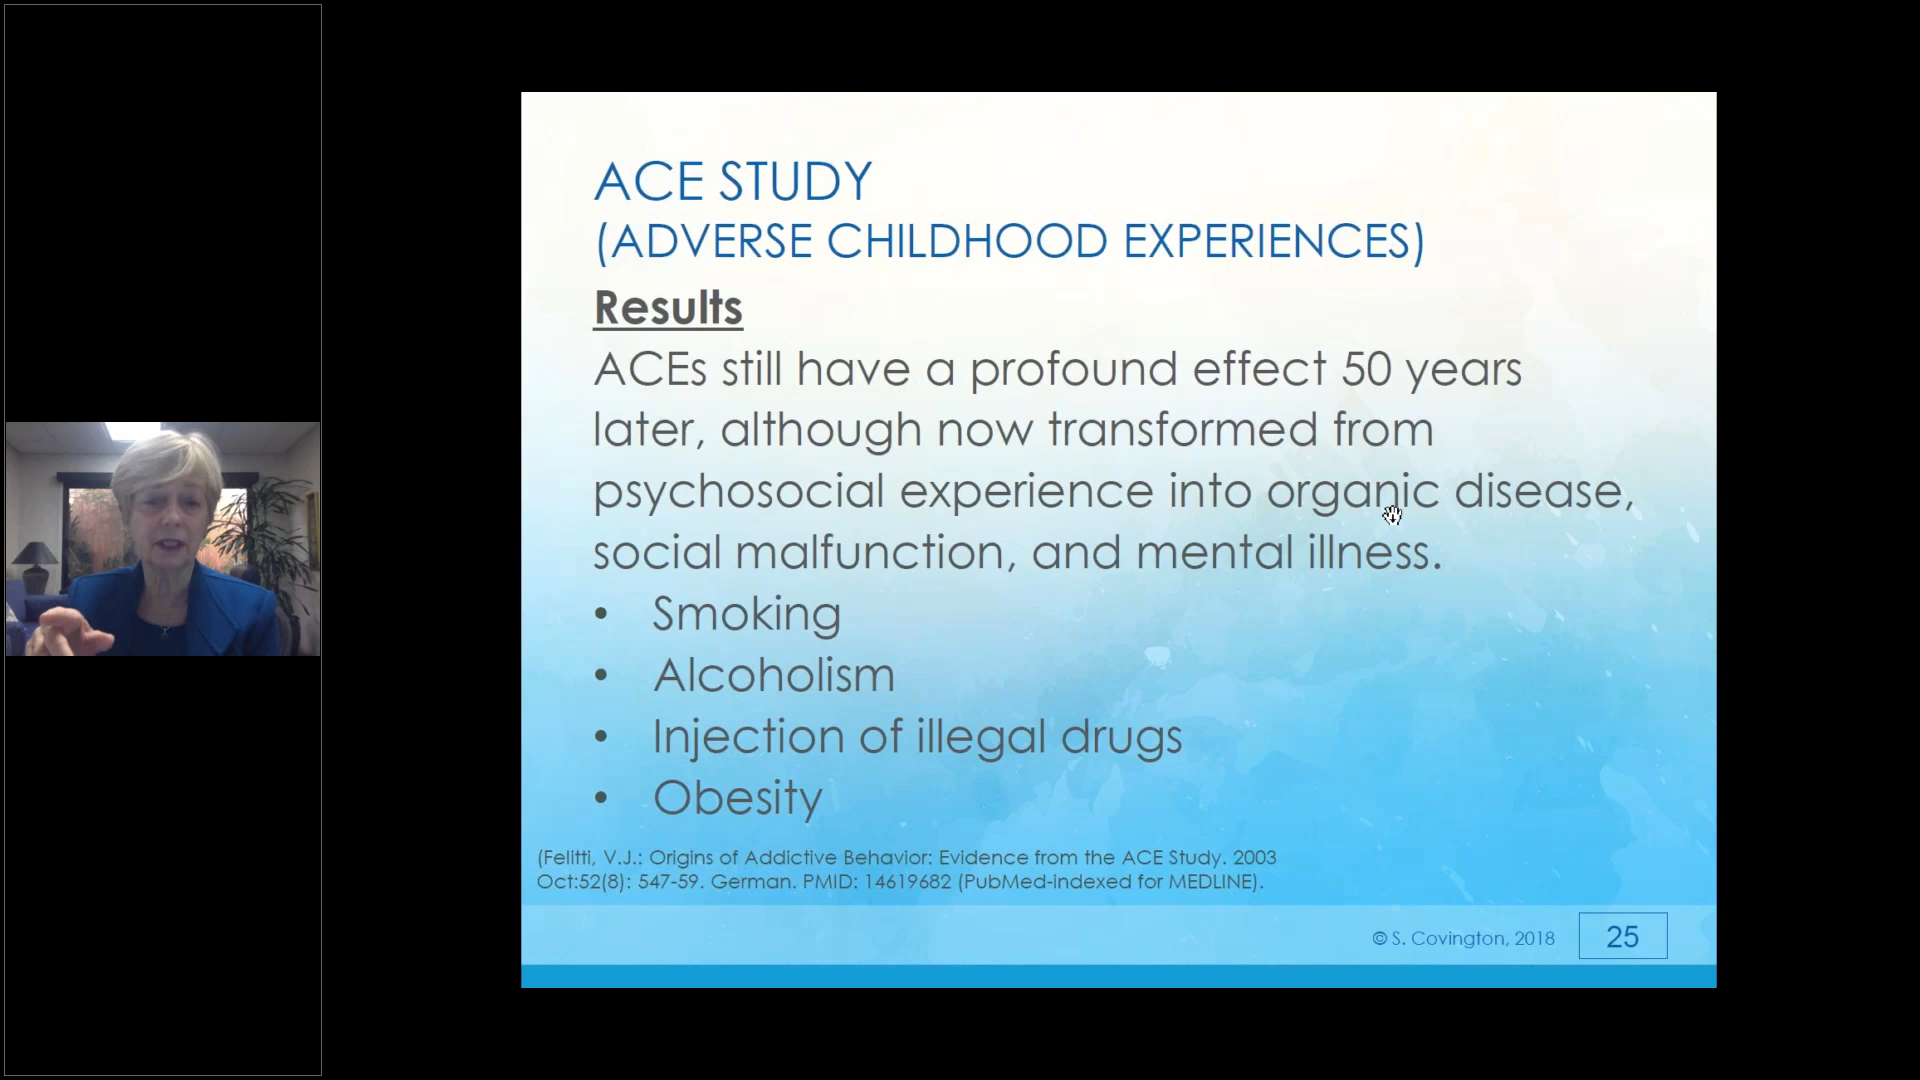 ACE STUDY
(ADVERSE CHILDHOOD EXPERIENCES)
Results
ACEs still have a profound effect 50 years
later, although now transformed from
psychosocial experience into organic disease,
social malfunction, and mental illness.
• Smoking
• Alcoholism
• Injection of illegal drugs
• Obesity
(Felitti, V.J.: Origins of Addictive Behavior: Evidence from the ACE Study. 2003
Oct:52(8): 547-59. German. PMID: 14619682 (PubMed-indexed for MEDLINE).
© S. Covington, 2018
25